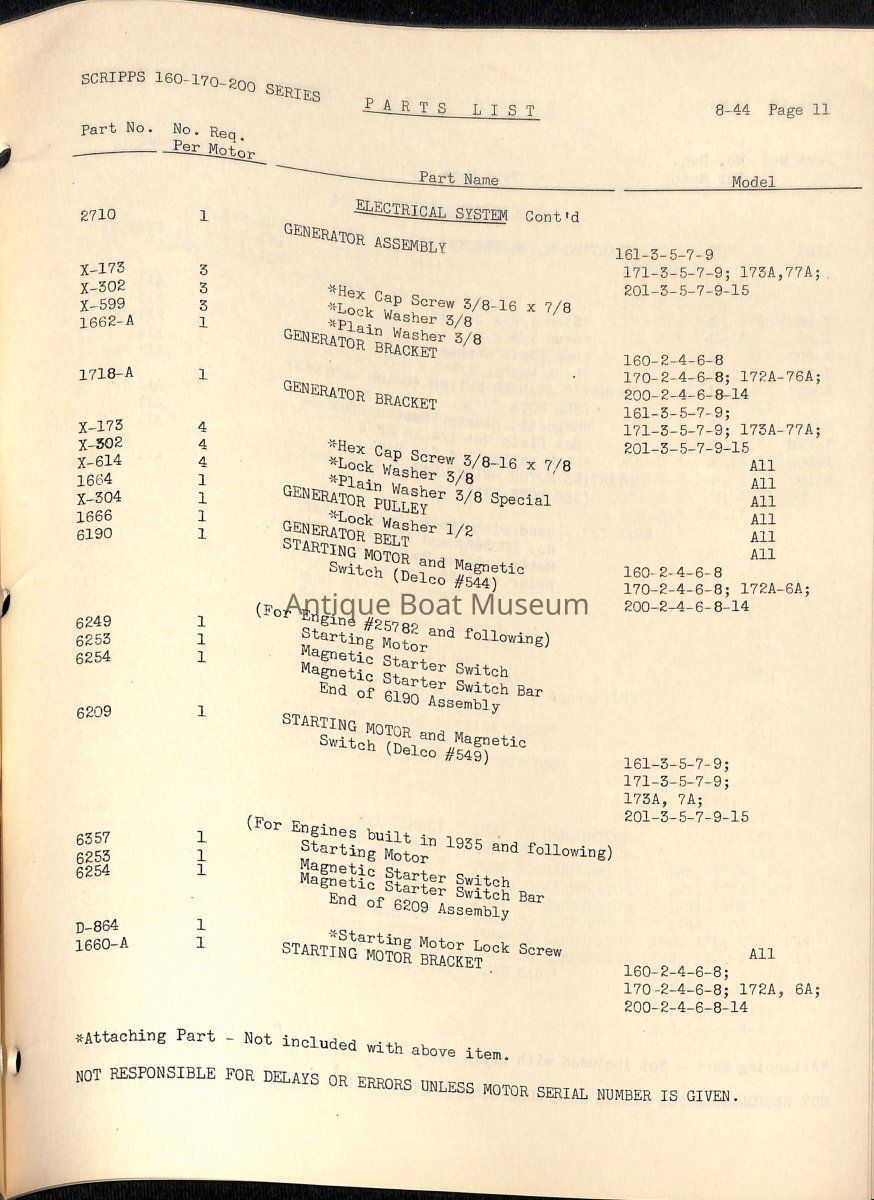 SCRIPPS 160-170-200 SERIES
PARTS LIST
8-44 Page 11
Part No. No. Req. Per Motor Part Name Model
ELECTRICAL SYSTEM Cont'd
2710 1 GENERATOR ASSEMBLY 161-3-5-7-9
171-3-5-7-9; 173A,77A;
201-3-5-7-9-15
X-173 3 *Hex Cap Screw 3/8-16 x 7/8
X-302 3 *Lock Washer 3/8
X-599 3 *Plain Washer 3/8
1662-A 1 GENERATOR BRACKET 160-2-4-6-8
170-2-4-6-8; 172A-76A;
200-2-4-6-8-14
1718-A 1 GENERATOR BRACKET 161-3-5-7-9;
171-3-5-7-9; 173A-77A;
201-3-5-7-9-15
X-173 4 *Hex Cap Screw 3/8-16 x 7/8 All
X-302 4 *Lock Washer 3/8 All
X-614 4 *Plain Washer 3/8 Special All
1664 1 GENERATOR PULLEY All
X-304 1 *Lock Washer 1/2 All
1666 1 GENERATOR BELT All
6190 1 STARTING MOTOR and Magnetic 160-2-4-6-8
Switch (Delco #544) 170-2-4-6-8; 172A-6A;
200-2-4-6-8-14
Antique Boat Museum
(For Engine #25782 and following)
6249 1 Starting Motor
6253 1 Magnetic Starter Switch
6254 1 Magnetic Starter Switch Bar
End of 6190 Assembly
6209 1 STARTING MOTOR and Magnetic
Switch (Delco #549) 161-3-5-7-9;
171-3-5-7-9;
173A, 7A;
201-3-5-7-9-15
(For Engines built in 1935 and following)
6357 1 Starting Motor
6253 1 Magnetic Starter Switch
6254 1 Magnetic Starter Switch Bar
End of 6209 Assembly
D-864 1 *Starting Motor Lock Screw All
1660-A 1 STARTING MOTOR BRACKET 160-2-4-6-8;
170-2-4-6-8; 172A, 6A;
200-2-4-6-8-14
*Attaching Part - Not included with above item.
NOT RESPONSIBLE FOR DELAYS OR ERRORS UNLESS MOTOR SERIAL NUMBER IS GIVEN.